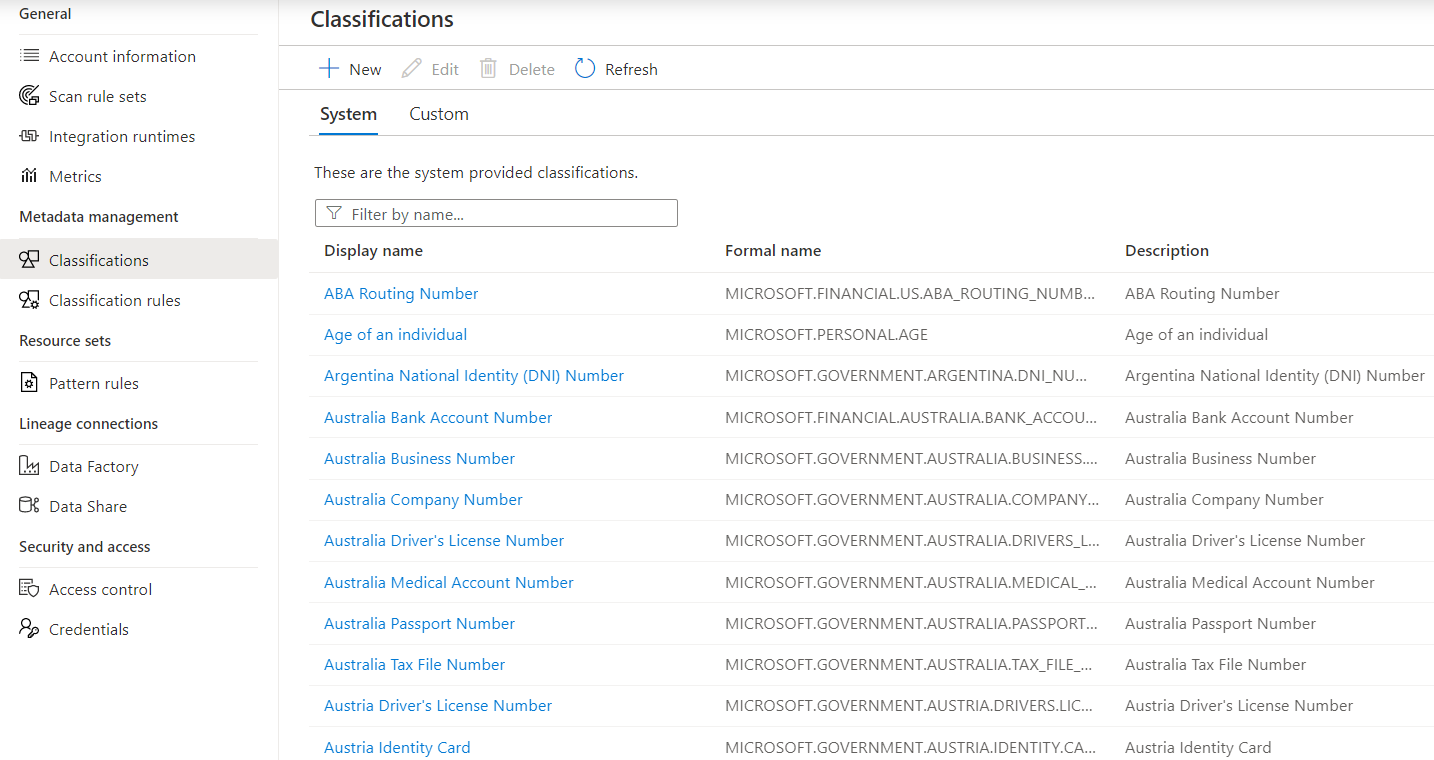 General
Account information
Scan rule sets
Integration runtimes
Metrics
Metadata management
Classifications
Classification rules
Resource sets
Pattern rules
Lineage connections
Data Factory
Data Share
Security and access
Access control
Credentials
Classifications
New Edit Delete Refresh
System Custom
These are the system provided classifications.
Filter by name...
Display name Formal name Description
ABA Routing Number MICROSOFT.FINANCIAL.US.ABA_ROUTING_NUMB... ABA Routing Number
Age of an individual MICROSOFT.PERSONAL.AGE Age of an individual
Argentina National Identity (DNI) Number MICROSOFT.GOVERNMENT.ARGENTINA.DNI_NU... Argentina National Identity (DNI) Number
Australia Bank Account Number MICROSOFT.FINANCIAL.AUSTRALIA.BANK_ACCOU... Australia Bank Account Number
Australia Business Number MICROSOFT.GOVERNMENT.AUSTRALIA.BUSINESS.... Australia Business Number
Australia Company Number MICROSOFT.GOVERNMENT.AUSTRALIA.COMPANY... Australia Company Number
Australia Driver's License Number MICROSOFT.GOVERNMENT.AUSTRALIA.DRIVERS_L... Australia Driver's License Number
Australia Medical Account Number MICROSOFT.GOVERNMENT.AUSTRALIA.MEDICAL_... Australia Medical Account Number
Australia Passport Number MICROSOFT.GOVERNMENT.AUSTRALIA.PASSPORT... Australia Passport Number
Australia Tax File Number MICROSOFT.GOVERNMENT.AUSTRALIA.TAX_FILE_... Australia Tax File Number
Austria Driver's License Number MICROSOFT.GOVERNMENT.AUSTRIA.DRIVERS.LIC... Austria Driver's License Number
Austria Identity Card MICROSOFT.GOVERNMENT.AUSTRIA.IDENTITY.CA... Austria Identity Card